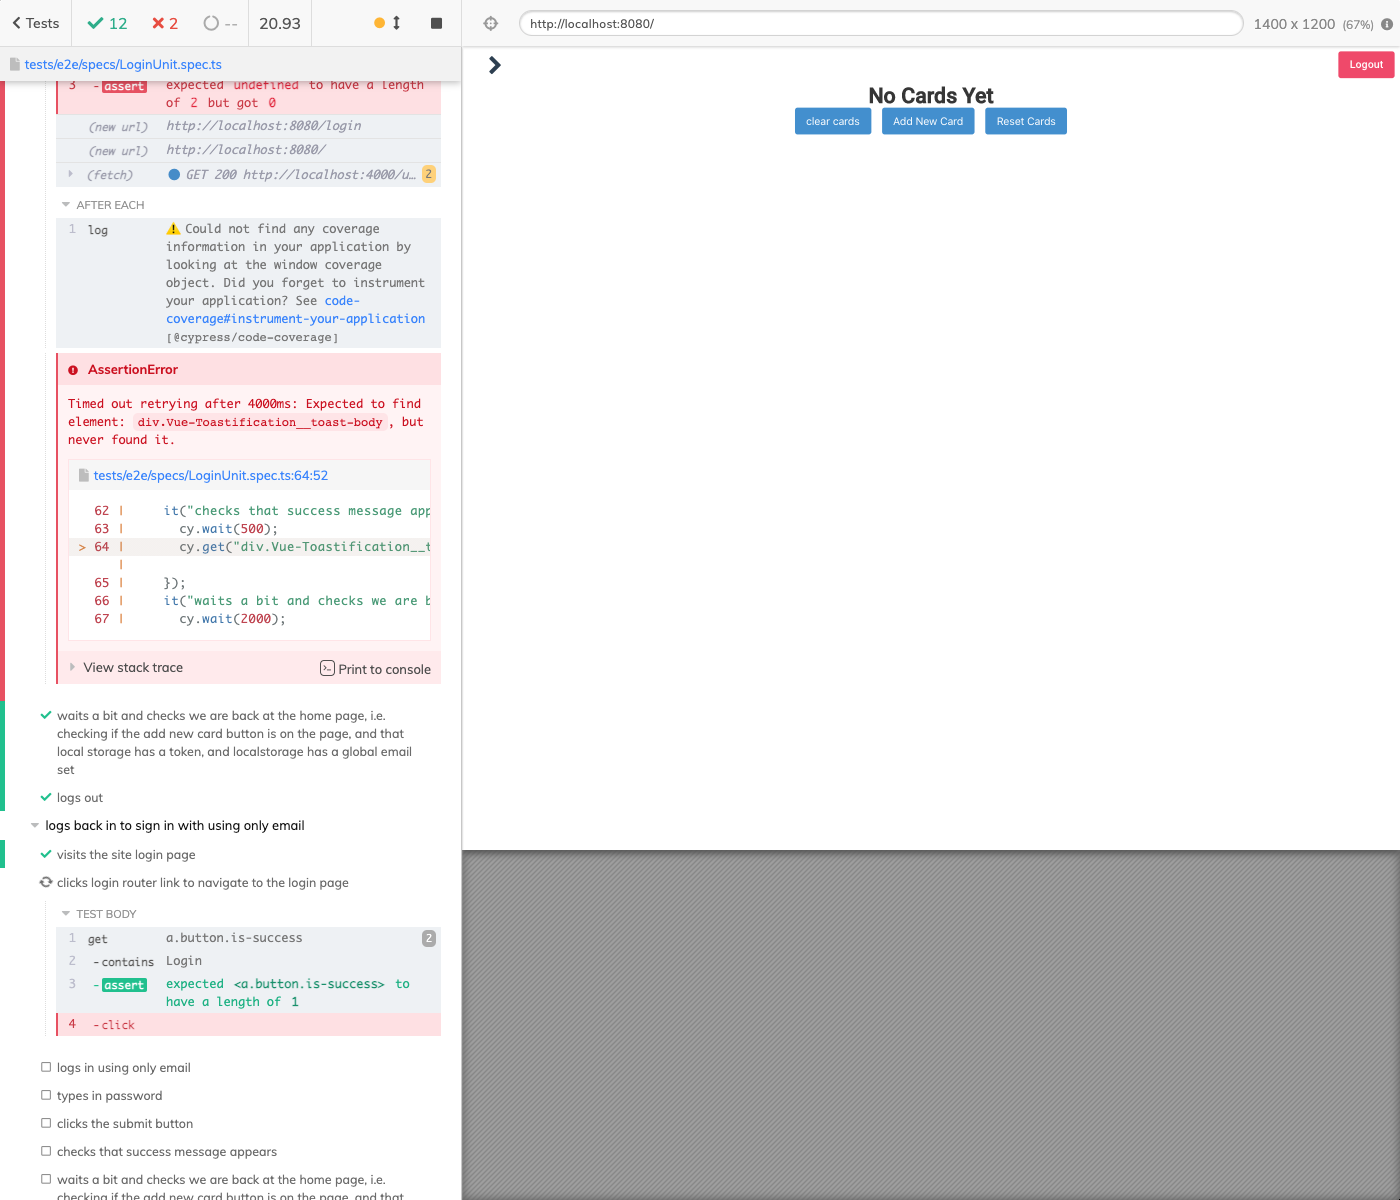 Tests
12
2
--
20.93
http://localhost:8080/
1400 x 1200 (67%)
tests/e2e/specs/LoginUnit.spec.ts
3 -assert expected undefined to have a length
of 2 but got 0
(new url) http://localhost:8080/login
(new url) http://localhost:8080/
(fetch) GET 200 http://localhost:4000/u… 2
AFTER EACH
1 log Could not find any coverage
information in your application by
looking at the window coverage
object. Did you forget to instrument
your application? See code-
coverage#instrument-your-application
[@cypress/code-coverage]
AssertionError
Timed out retrying after 4000ms: Expected to find
element: div.Vue-Toastification__toast-body, but
never found it.
tests/e2e/specs/LoginUnit.spec.ts:64:52
62 | it("checks that success message app
63 | cy.wait(500);
> 64 | cy.get("div.Vue-Toastification__t
|
65 | });
66 | it("waits a bit and checks we are b
67 | cy.wait(2000);
View stack trace
Print to console
waits a bit and checks we are back at the home page, i.e.
checking if the add new card button is on the page, and that
local storage has a token, and localstorage has a global email
set
logs out
logs back in to sign in with using only email
visits the site login page
clicks login router link to navigate to the login page
TEST BODY
1 get a.button.is-success 2
2 -contains Login
3 -assert expected <a.button.is-success> to
have a length of 1
4 -click
logs in using only email
types in password
clicks the submit button
checks that success message appears
waits a bit and checks we are back at the home page, i.e.
checking if the add new card button is on the page, and that
Logout
No Cards Yet
clear cards
Add New Card
Reset Cards